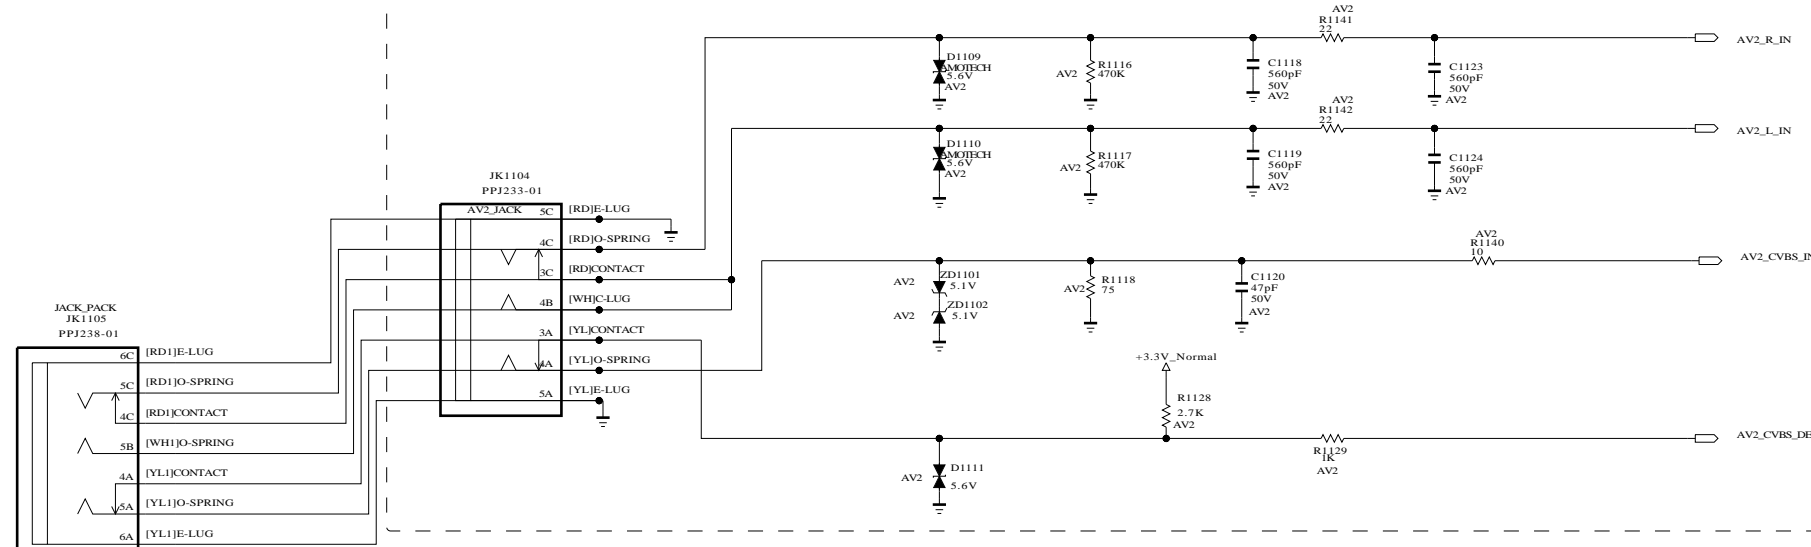 AV2
R1141
22
AV2_R_IN
D1109
AMOTECH
5.6V
AV2
AV2
R1116
470K
C1118
560pF
50V
AV2
C1123
560pF
50V
AV2
AV2
R1142
22
AV2_L_IN
D1110
AMOTECH
5.6V
AV2
AV2
R1117
470K
C1119
560pF
50V
AV2
C1124
560pF
50V
AV2
JK1104
PPJ233-01
AV2_JACK
5C
[RD]E-LUG
4C
[RD]O-SPRING
3C
[RD]CONTACT
4B
[WH]C-LUG
3A
[YL]CONTACT
4A
[YL]O-SPRING
5A
[YL]E-LUG
AV2
R1140
10
AV2_CVBS_IN
AV2
ZD1101
5.1V
AV2
ZD1102
5.1V
AV2
R1118
75
C1120
47pF
50V
AV2
JACK_PACK
JK1105
PPJ238-01
6C
[RD1]E-LUG
5C
[RD1]O-SPRING
4C
[RD1]CONTACT
5B
[WH1]O-SPRING
4A
[YL1]CONTACT
5A
[YL1]O-SPRING
6A
[YL1]E-LUG
+3.3V_Normal
R1128
2.7K
AV2
R1129
1K
AV2
AV2_CVBS_DE
AV2
D1111
5.6V